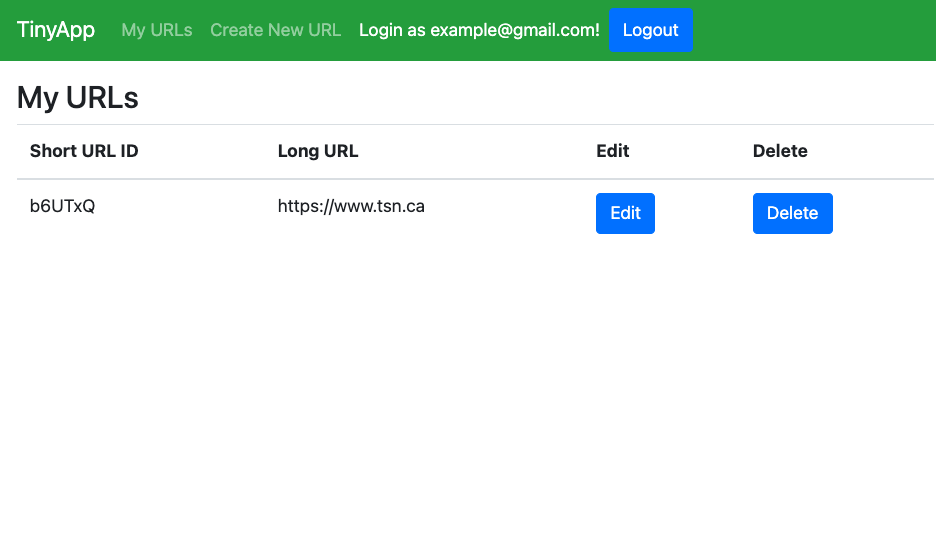 TinyApp My URLs Create New URL Login as example@gmail.com! Logout
My URLs
Short URL ID Long URL Edit Delete
b6UTxQ https://www.tsn.ca Edit Delete